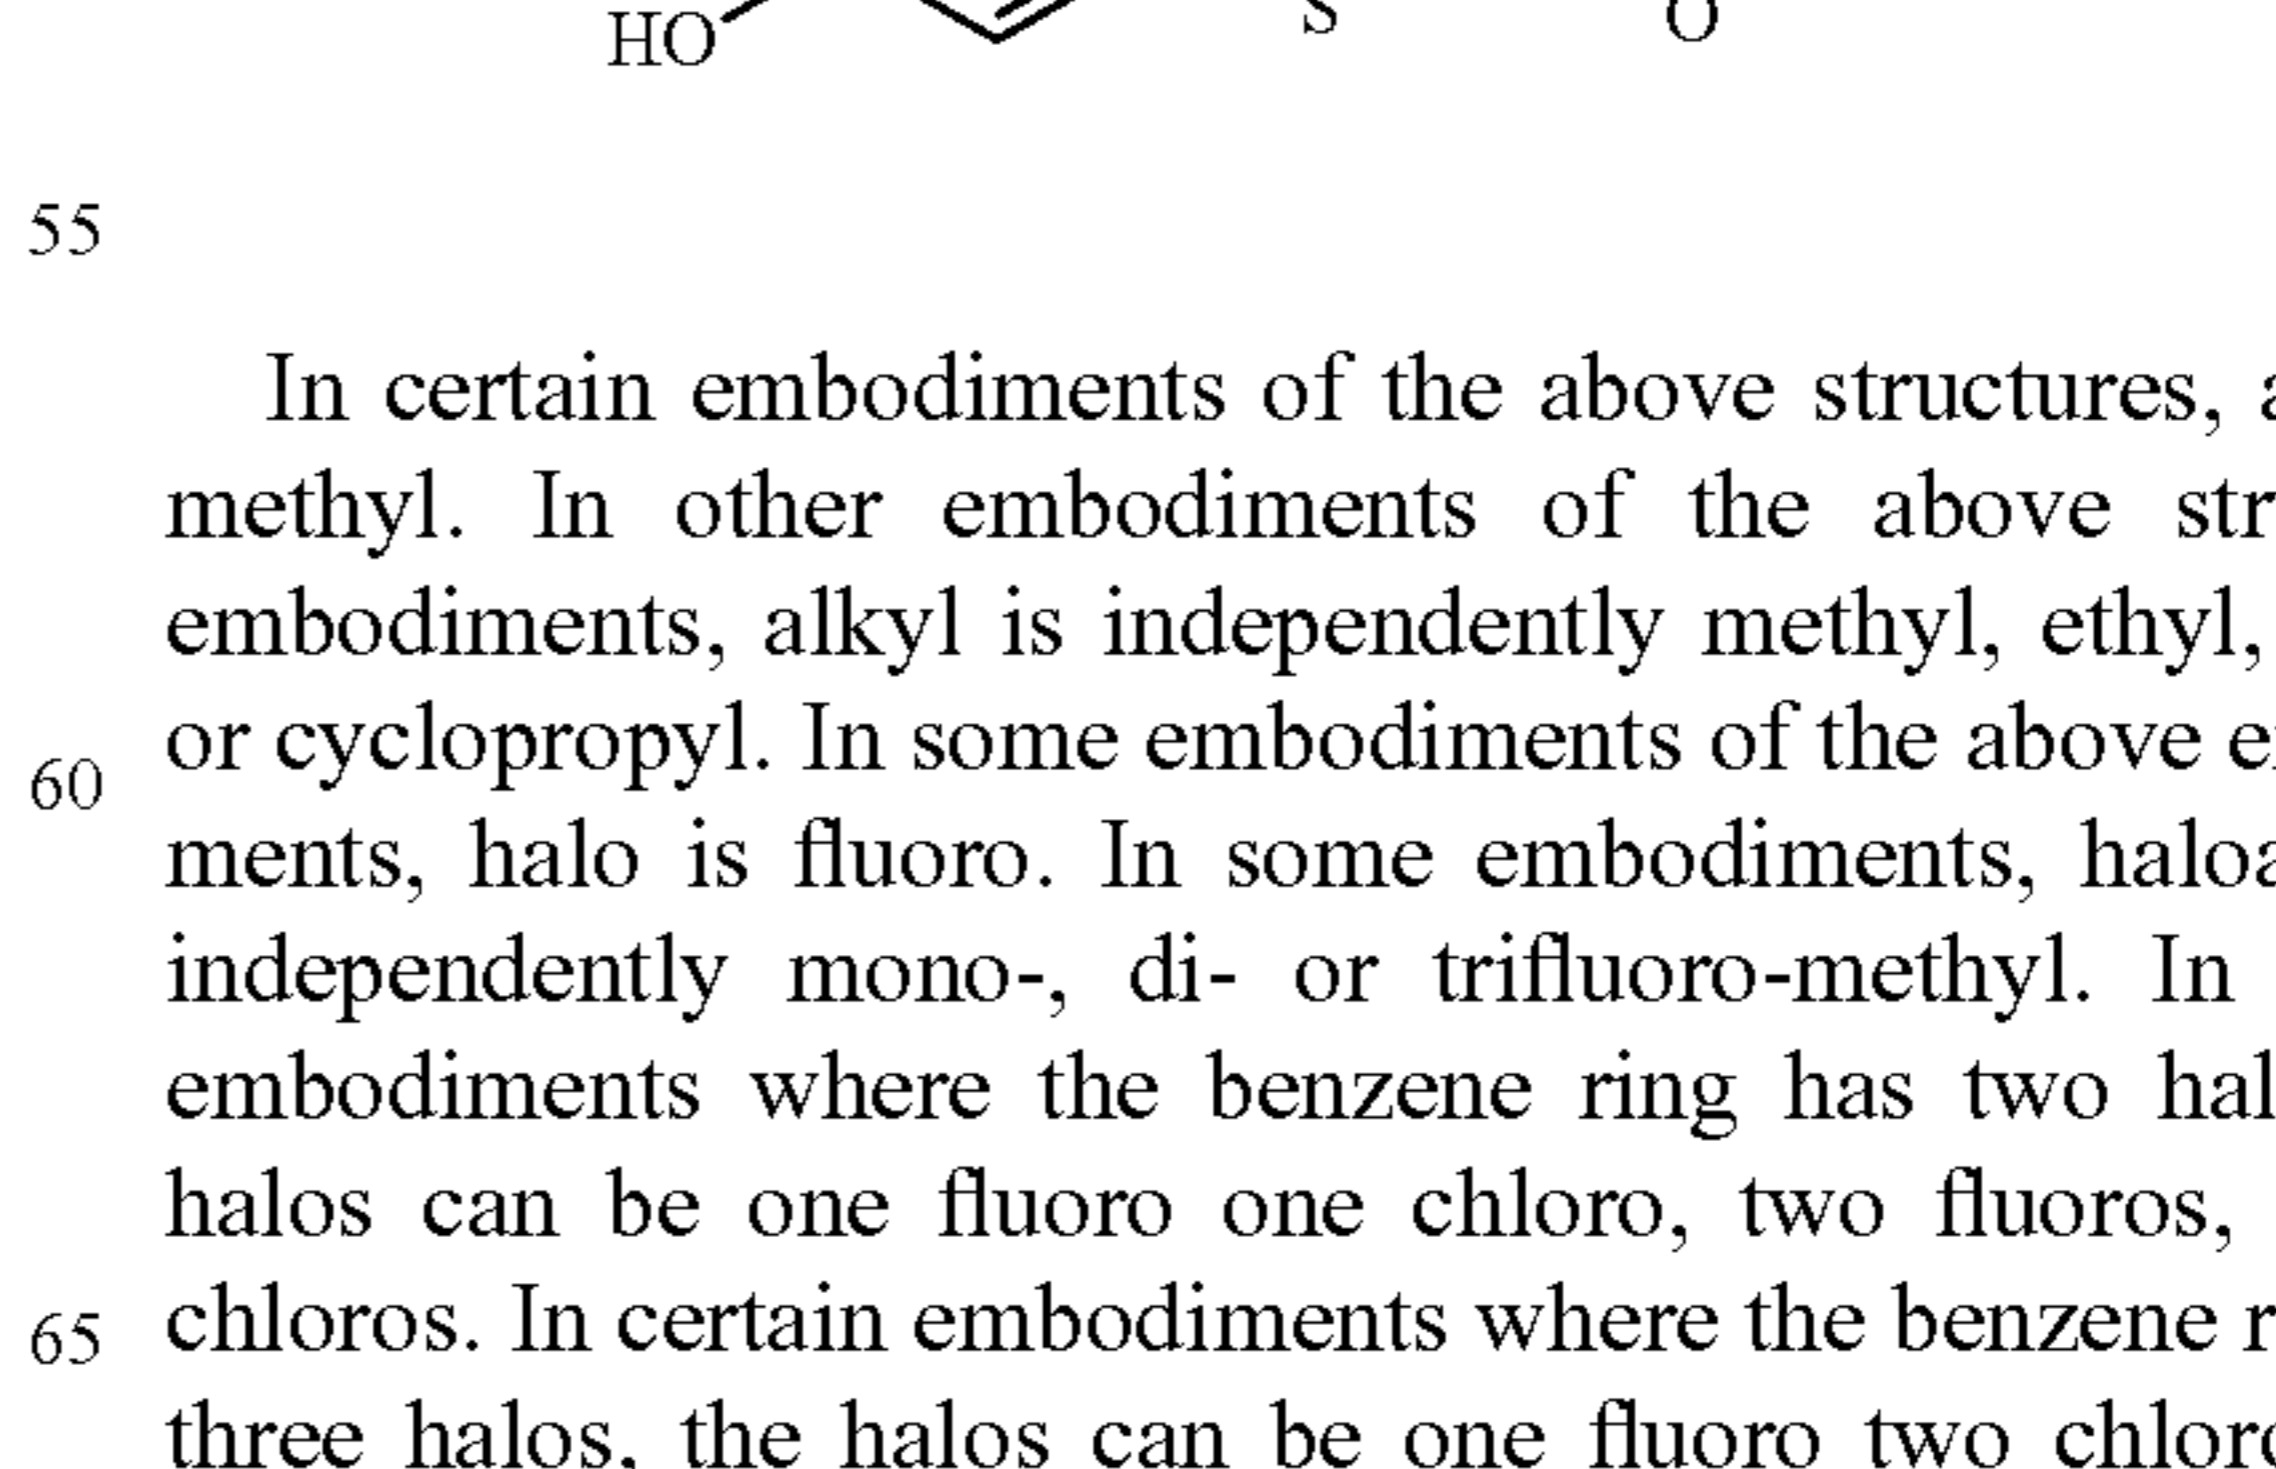 HO S O
55
In certain embodiments of the above structures,
methyl. In other embodiments of the above
embodiments, alkyl is independently methyl, ethyl,
60 or cyclopropyl. In some embodiments of the above
ments, halo is fluoro. In some embodiments,
independently mono-, di- or trifluoro-methyl. In
embodiments where the benzene ring has two
halos can be one fluoro one chloro, two fluoros,
65 chloros. In certain embodiments where the benzene
three halos, the halos can be one fluoro two